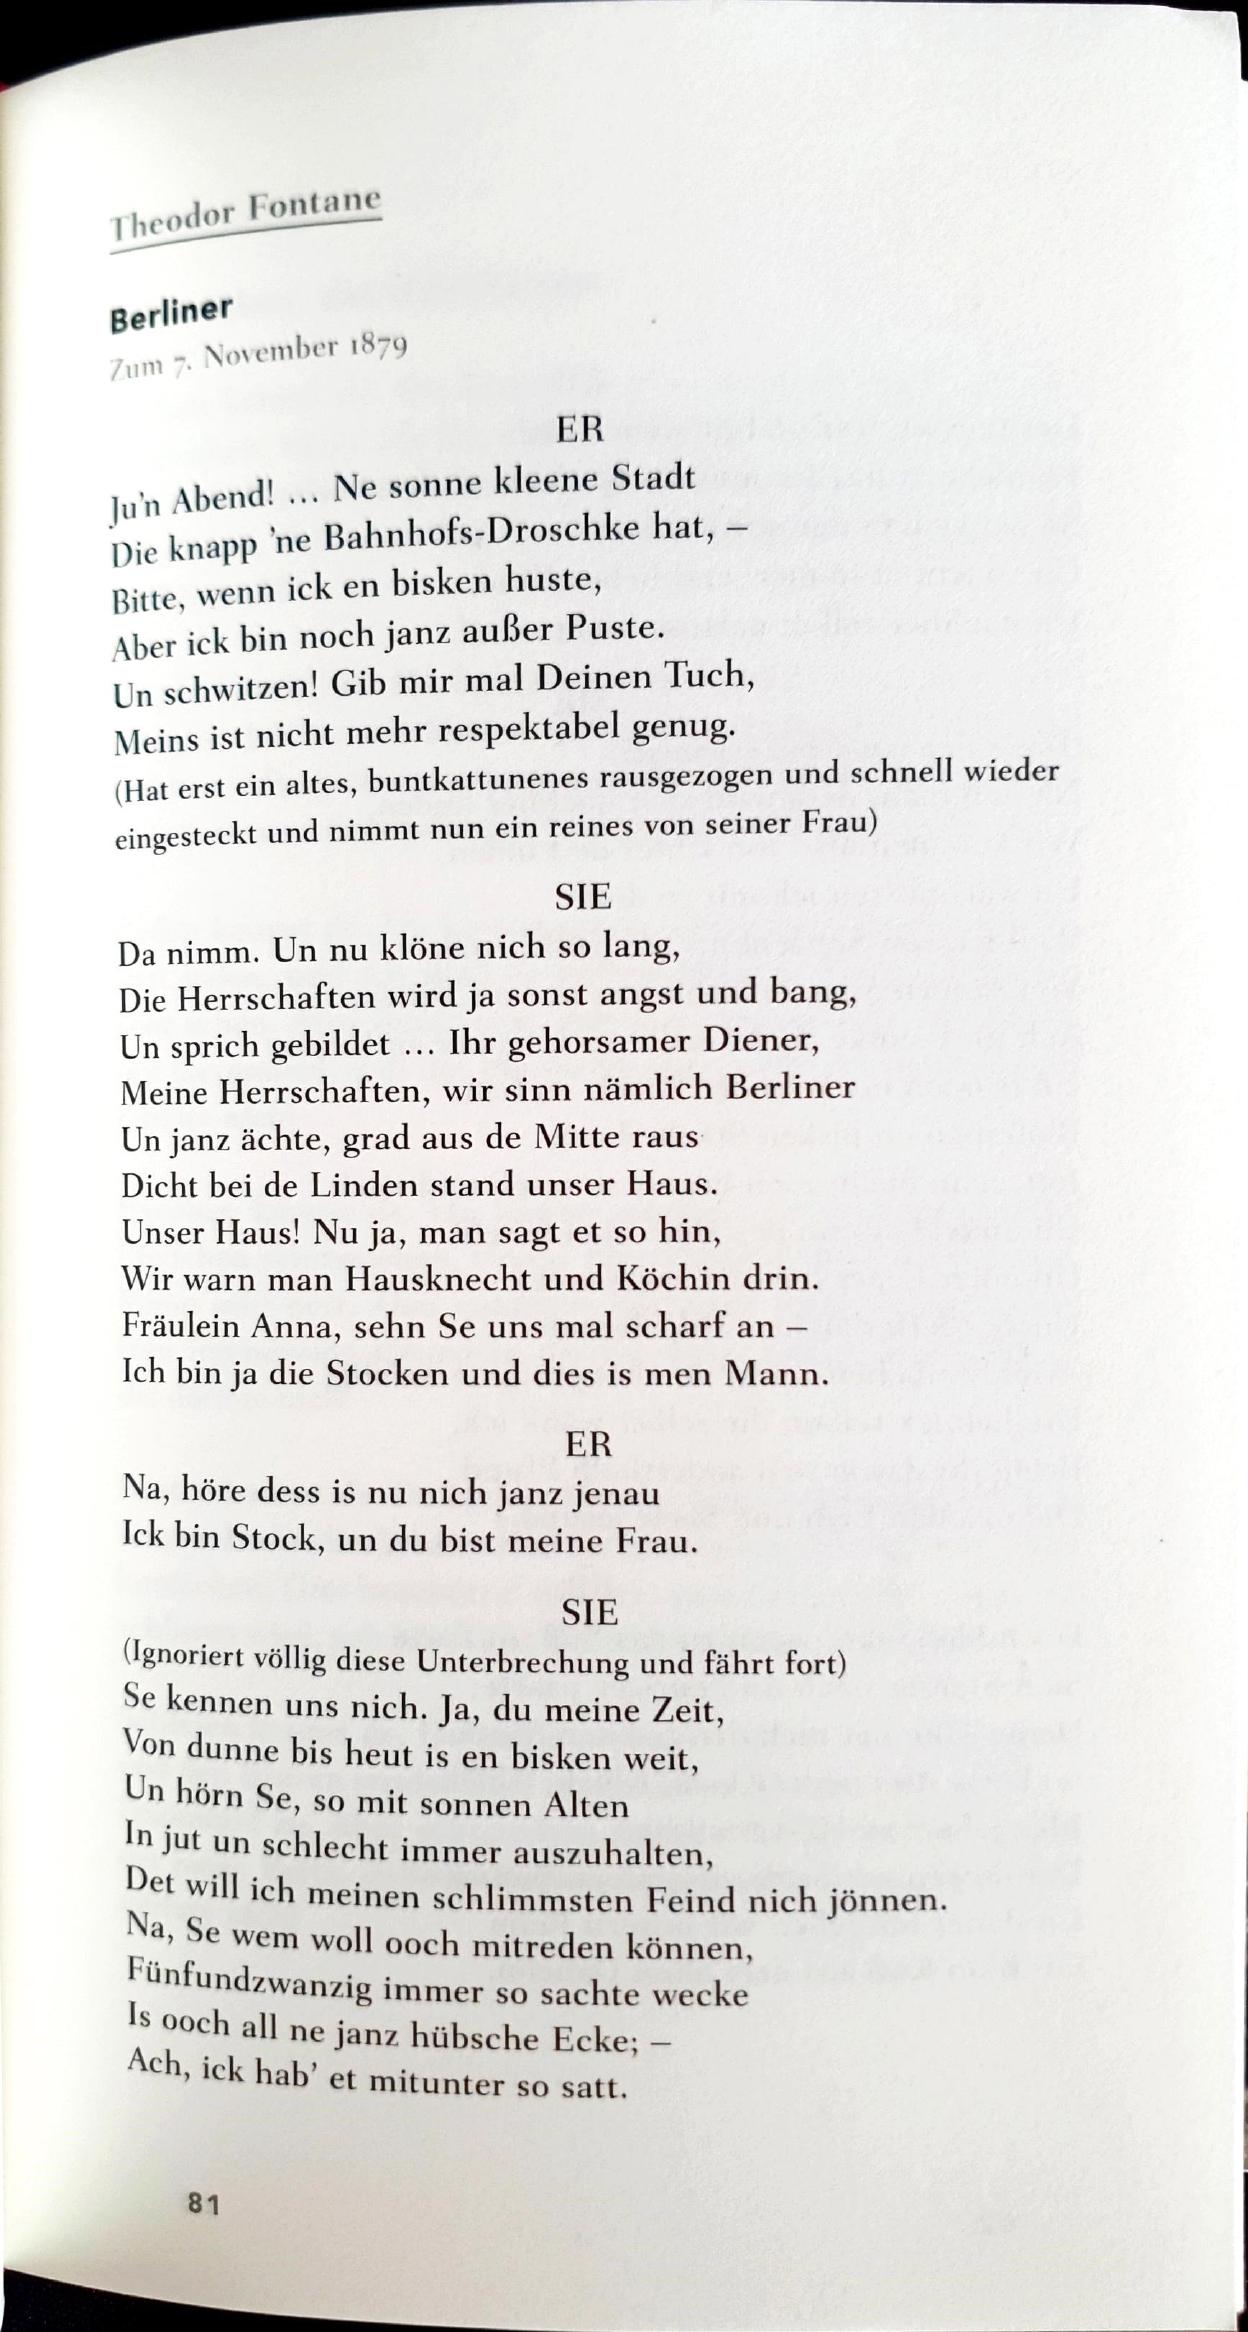 Theodor Fontane
Berliner
Zum 7. November 1879
ER
Ju'n Abend! ... Ne sonne kleene Stadt
Die knapp 'ne Bahnhofs-Droschke hat, –
Bitte, wenn ick en bisken huste,
Aber ick bin noch janz außer Puste.
Un schwitzen! Gib mir mal Deinen Tuch,
Meins ist nicht mehr respektabel genug.
(Hat erst ein altes, buntkattunenes rausgezogen und schnell wieder
eingesteckt und nimmt nun ein reines von seiner Frau)
SIE
Da nimm. Un nu klöne nich so lang,
Die Herrschaften wird ja sonst angst und bang,
Un sprich gebildet ... Ihr gehorsamer Diener,
Meine Herrschaften, wir sinn nämlich Berliner
Un janz ächte, grad aus de Mitte raus
Dicht bei de Linden stand unser Haus.
Unser Haus! Nu ja, man sagt et so hin,
Wir warn man Hausknecht und Köchin drin.
Fräulein Anna, sehn Se uns mal scharf an –
Ich bin ja die Stocken und dies is men Mann.
ER
Na, höre dess is nu nich janz jenau
Ick bin Stock, un du bist meine Frau.
SIE
(Ignoriert völlig diese Unterbrechung und fährt fort)
Se kennen uns nich. Ja, du meine Zeit,
Von dunne bis heut is en bisken weit,
Un hörn Se, so mit sonnen Alten
In jut un schlecht immer auszuhalten,
Det will ich meinen schlimmsten Feind nich jönnen.
Na, Se wem woll ooch mitreden können,
Fünfundzwanzig immer so sachte wecke
Is ooch all ne janz hübsche Ecke; –
Ach, ick hab' et mitunter so satt.
81